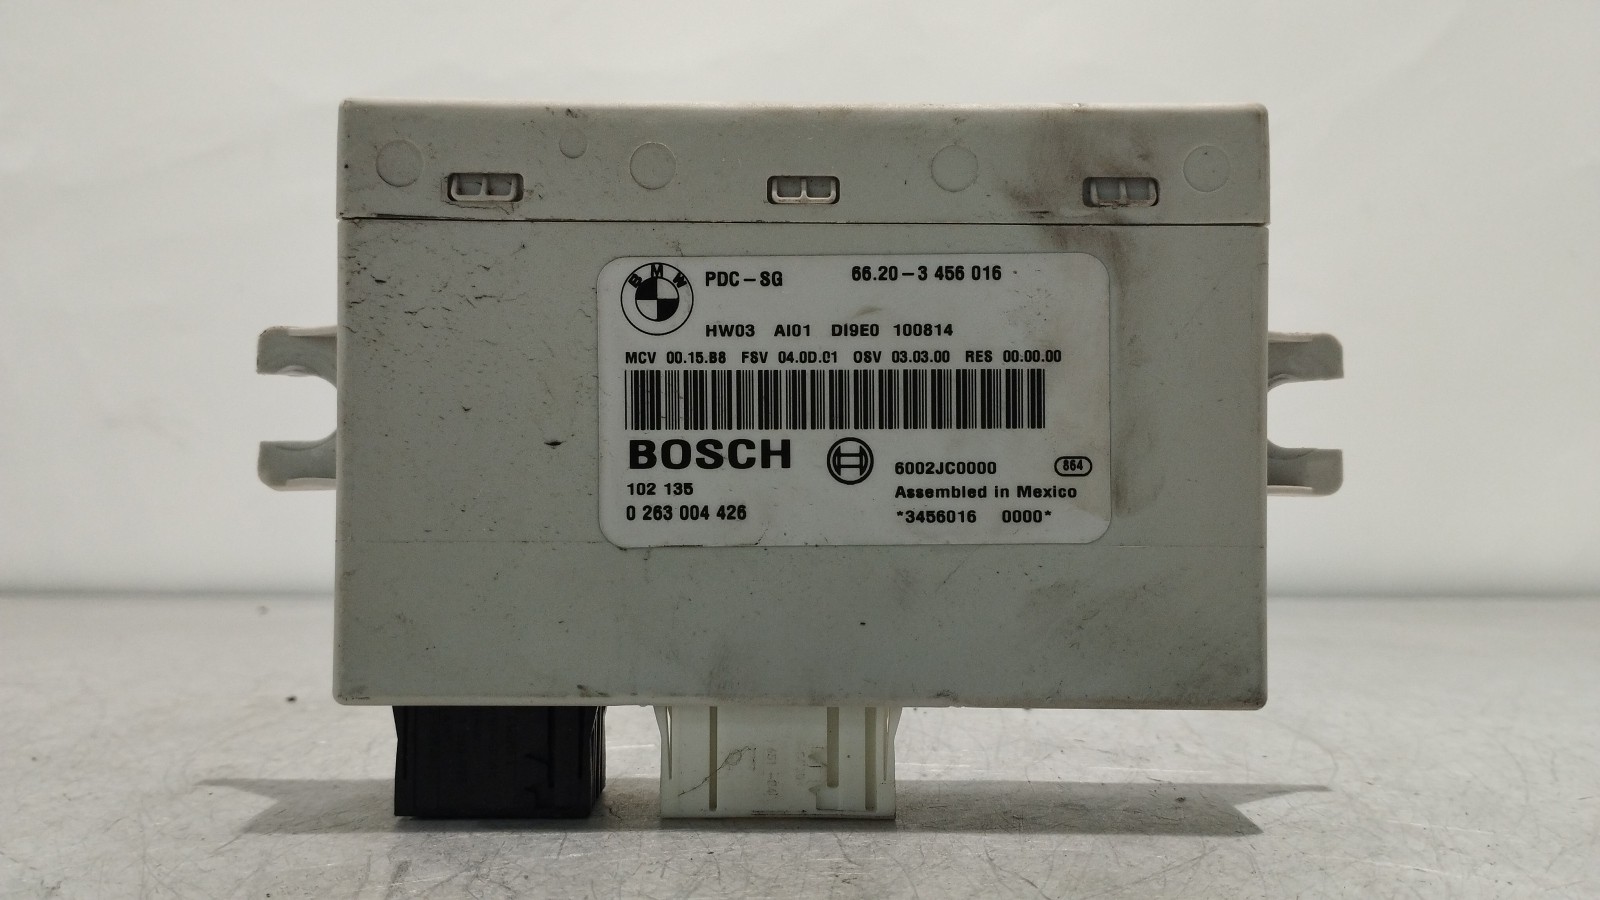 BMW PDC-SG 66.20-3 456 016
HW03 AI01 DI9E0 100814
MCV 00.15.B8 FSV 04.0D.01 OSV 03.03.00 RES 00.00.00
BOSCH
6002JC0000 864
102 135 Assembled in Mexico
0 263 004 426 *3456016 0000*